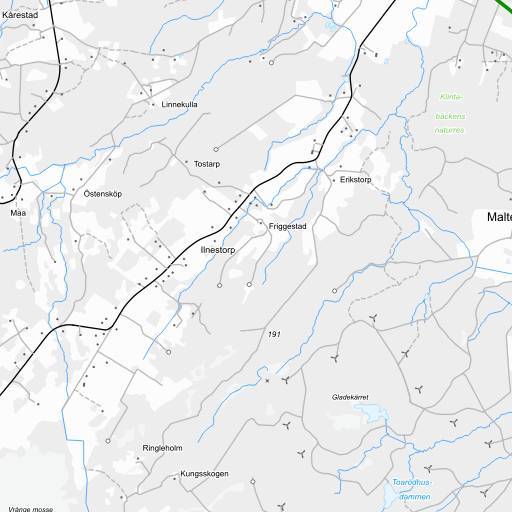 Kårestad
Linnekulla
Klinta-
bäckens
naturres
Tostarp
Erikstorp
Östensköp
Maa
Malte
Friggestad
Ilnestorp
191
Gladekärret
Ringleholm
Kungsskogen
Toarödhus-
dammen
Vränge mosse